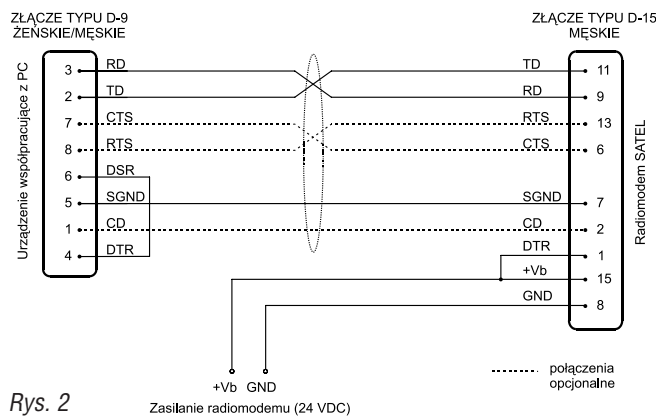 ZŁĄCZE TYPU D-9
ŻEŃSKIE/MĘSKIE
ZŁĄCZE TYPU D-15
MĘSKIE
Urządzenie współpracujące z PC
3 RD
2 TD
7 CTS
8 RTS
6 DSR
5 SGND
1 CD
4 DTR
TD 11
RD 9
RTS 13
CTS 6
SGND 7
CD 2
DTR 1
+Vb 15
GND 8
Radiomodem SATEL
+Vb GND
Zasilanie radiomodemu (24 VDC)
połączenia
opcjonalne
Rys. 2